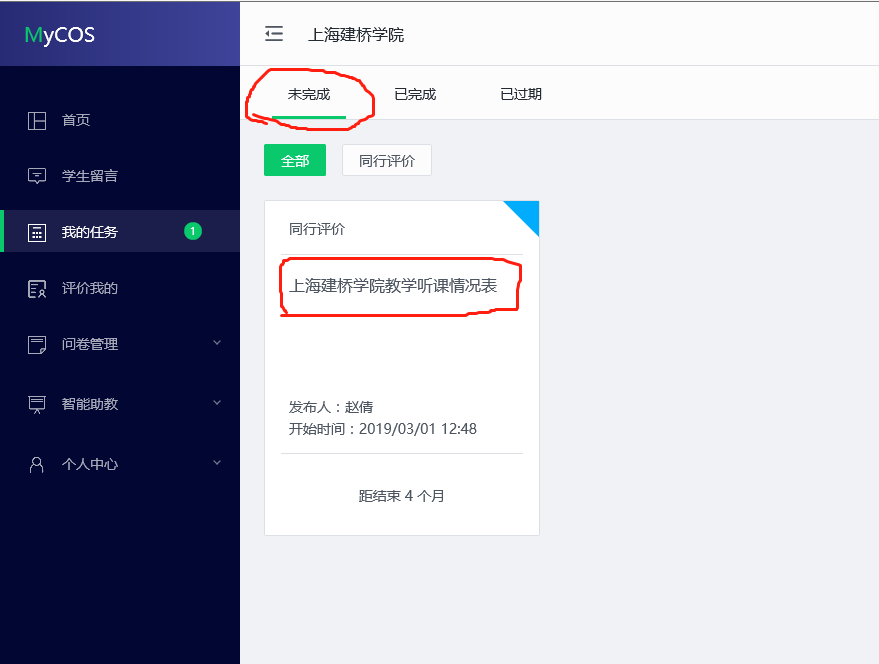 MyCOS
上海建桥学院
首页
学生留言
我的任务 1
评价我的
问卷管理
智能助教
个人中心
未完成 已完成 已过期
全部 同行评价
同行评价
上海建桥学院教学听课情况表
发布人：赵倩
开始时间：2019/03/01 12:48
距结束 4 个月